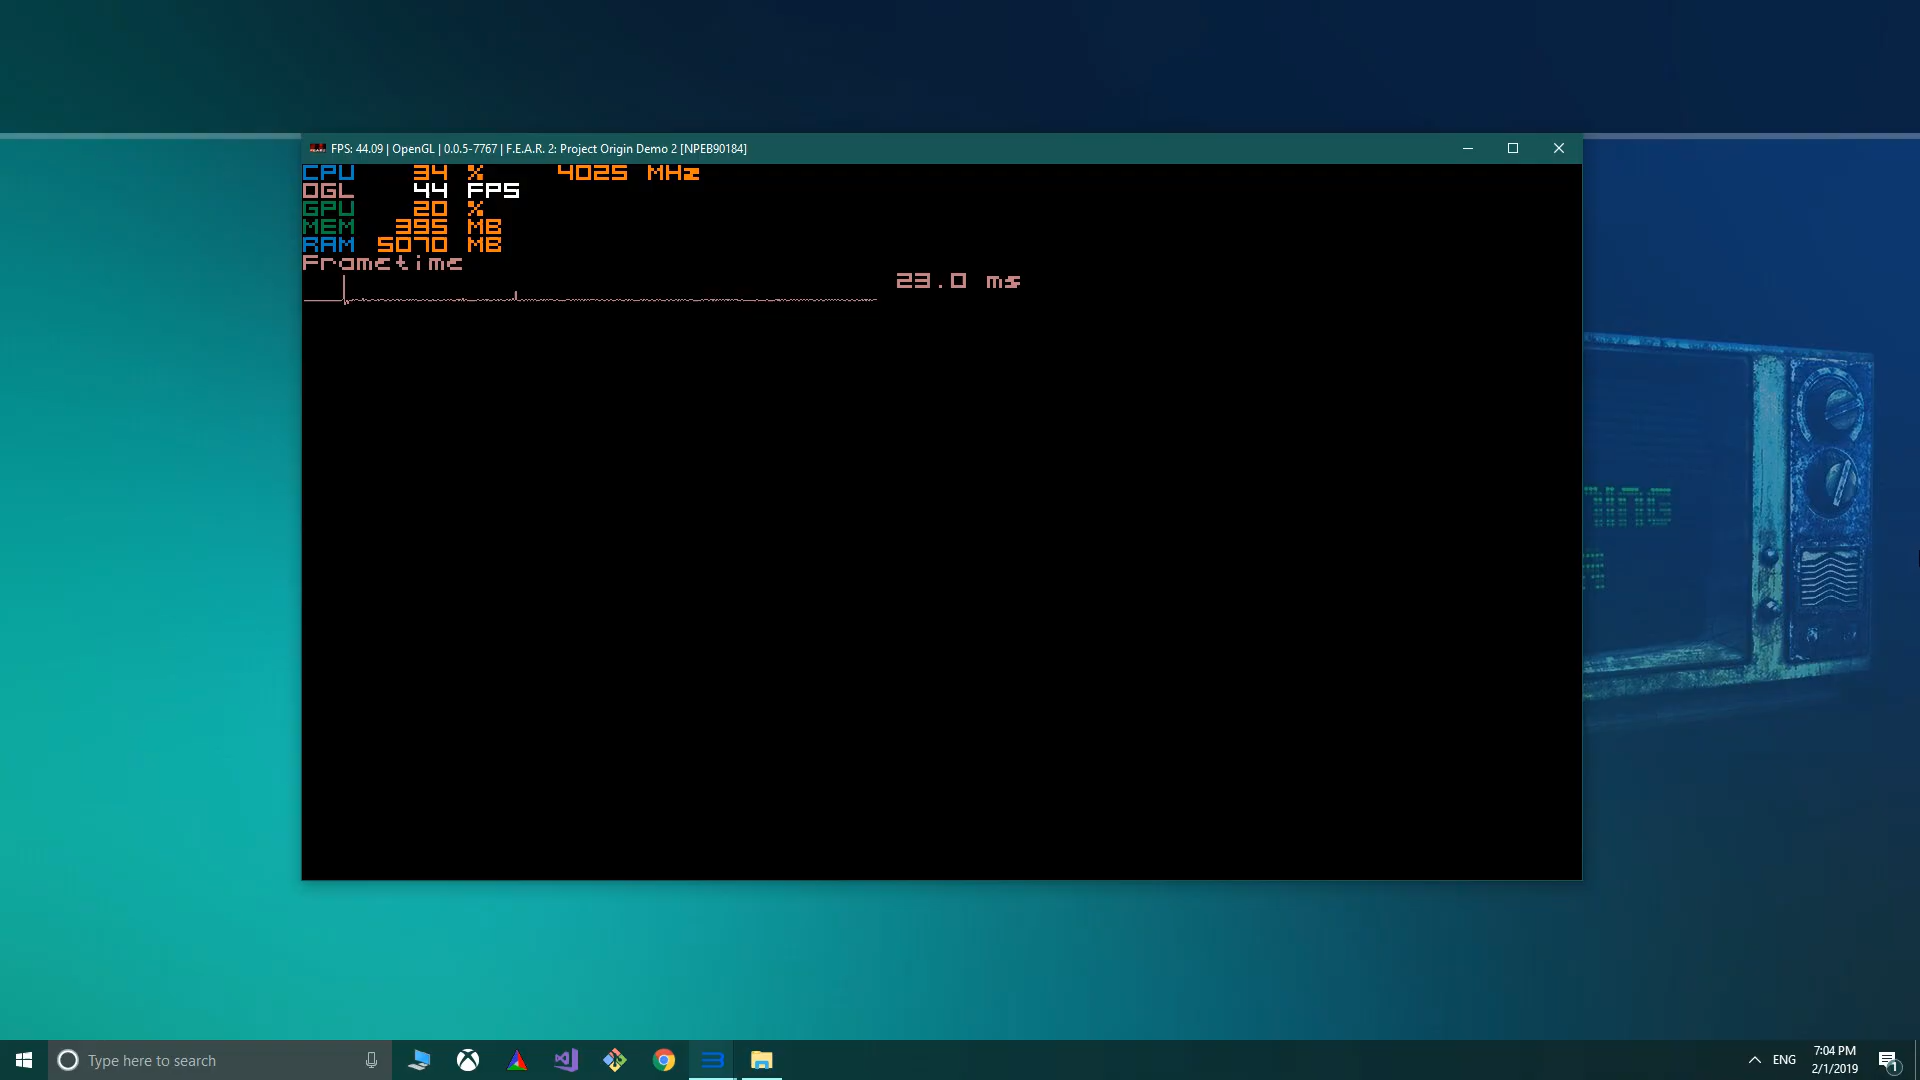 FPS: 44.09 | OpenGL | 0.0.5-7767 | F.E.A.R. 2: Project Origin Demo 2 [NPEB90184]
CPU 34 % 4025 MHz
OGL 44 FPS
GPU 20 %
MEM 395 MB
RAM 5070 MB
Frametime
23.0 ms
Type here to search
ENG
7:04 PM
2/1/2019
1